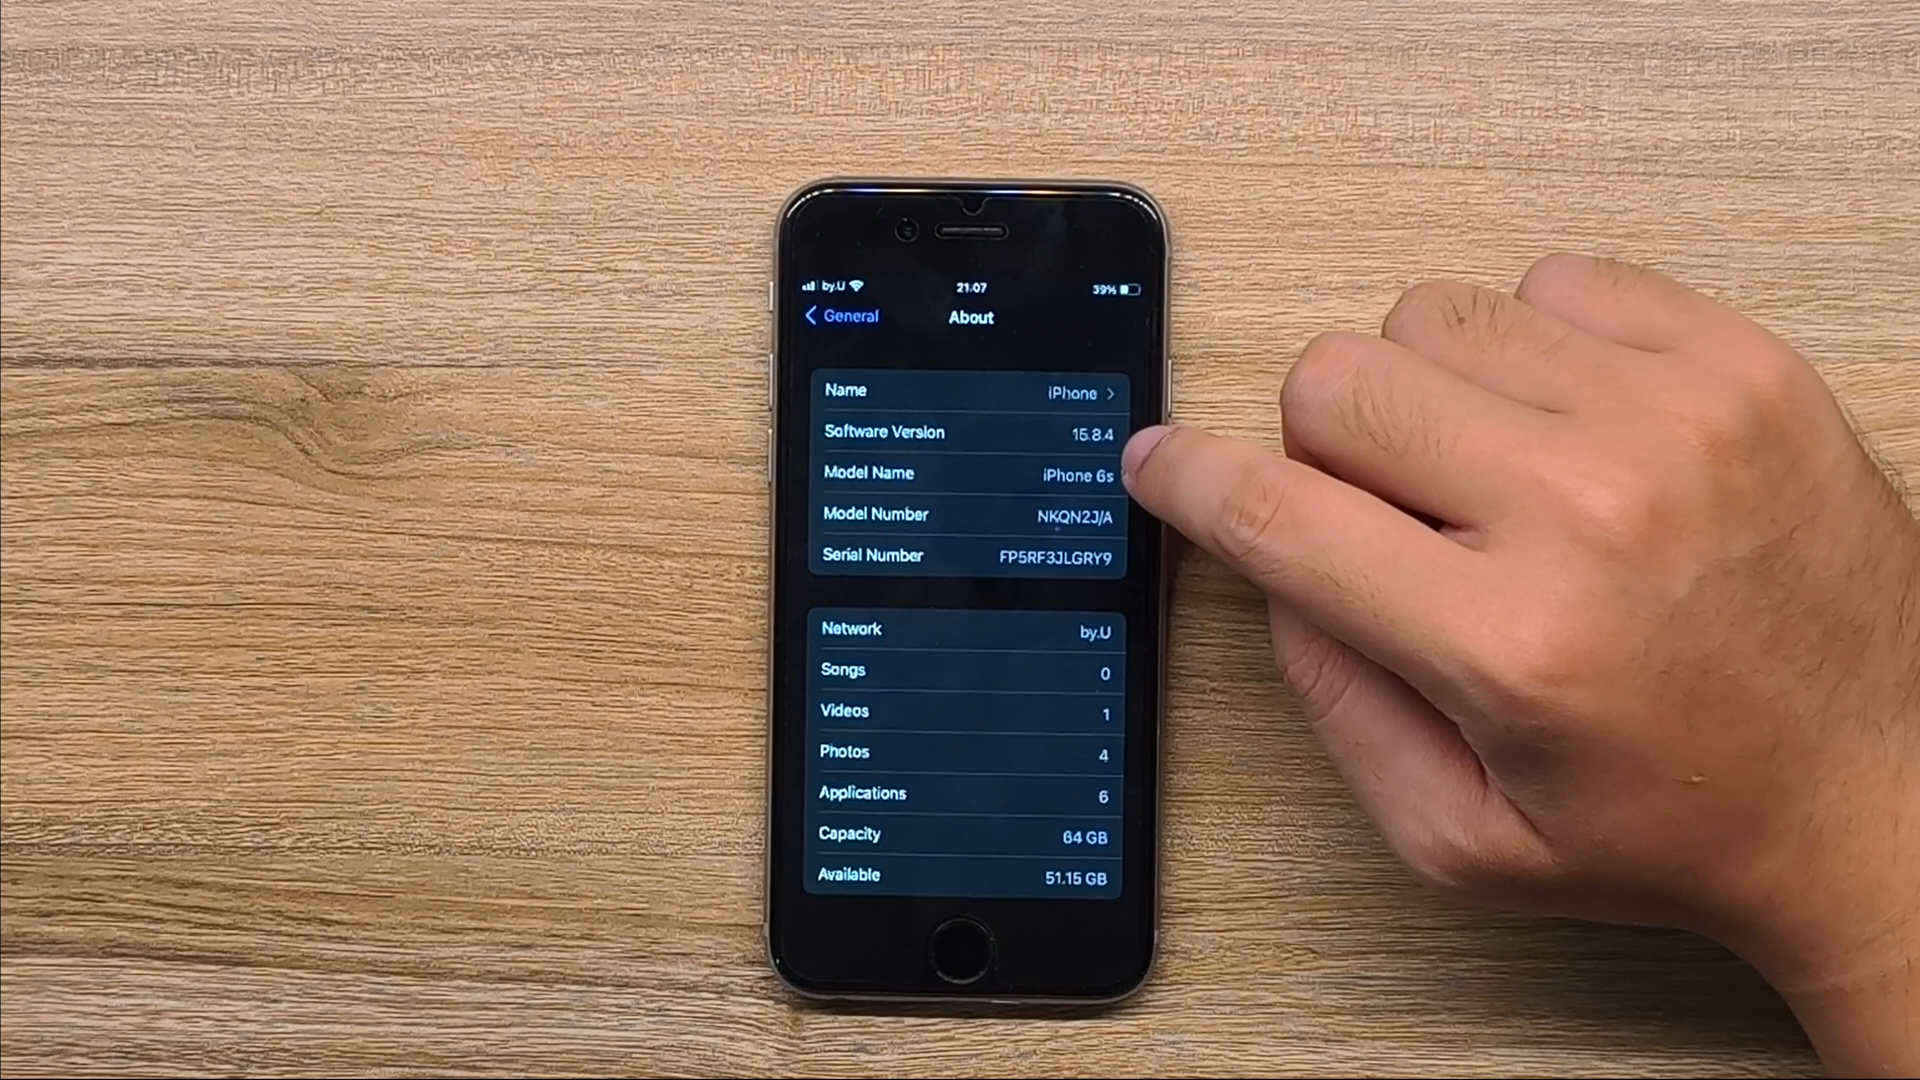 by.U 21.07 39%
General About
Name iPhone
Software Version 15.8.4
Model Name iPhone 6s
Model Number NKQN2J/A
Serial Number FP5RF3JLGRY9
Network by.U
Songs 0
Videos 1
Photos 4
Applications 6
Capacity 64 GB
Available 51.15 GB